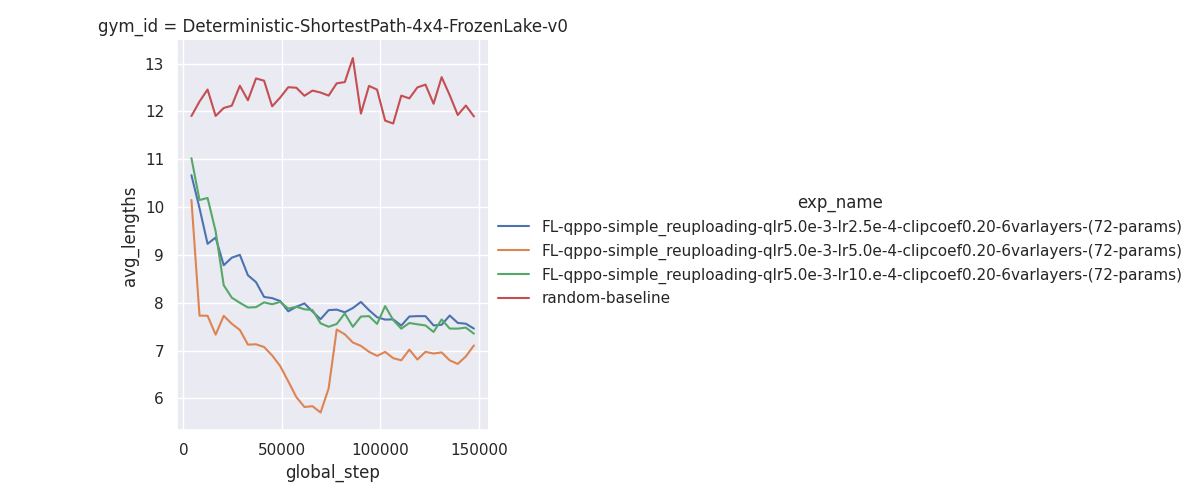 gym_id = Deterministic-ShortestPath-4x4-FrozenLake-v0
13
12
11
10
9
8
7
6
avg_lengths
0
50000
100000
150000
global_step
exp_name
FL-qppo-simple_reuploading-qlr5.0e-3-lr2.5e-4-clipcoef0.20-6varlayers-(72-params)
FL-qppo-simple_reuploading-qlr5.0e-3-lr5.0e-4-clipcoef0.20-6varlayers-(72-params)
FL-qppo-simple_reuploading-qlr5.0e-3-lr10.e-4-clipcoef0.20-6varlayers-(72-params)
random-baseline